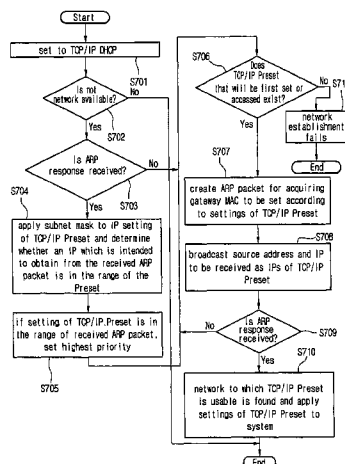 Start
set to TCP/IP DHCP
S701
Is not
network available?
No
Yes
S702
Is ARP
response received?
No
Yes
S703
S704
apply subnet mask to IP setting
of TCP/IP Preset and determine
whether an IP which is intended
to obtain from the received ARP
packet is in the range of the
Preset
if setting of TCP/IP.Preset is in
the range of received ARP packet,
set highest priority
S705
S706
Does
TCP/IP Preset
that will be first set or
accessed exist?
No
Yes
network
establishment
fails
End
S707
create ARP packet for acquiring
gateway MAC to be set according
to settings of TCP/IP Preset
S708
broadcast source address and IP
to be received as IPs of TCP/IP
Preset
No
Is ARP
response
received?
S709
Yes
S710
network to which TCP/IP Preset
is usable is found and apply
settings of TCP/IP Preset to
system
End